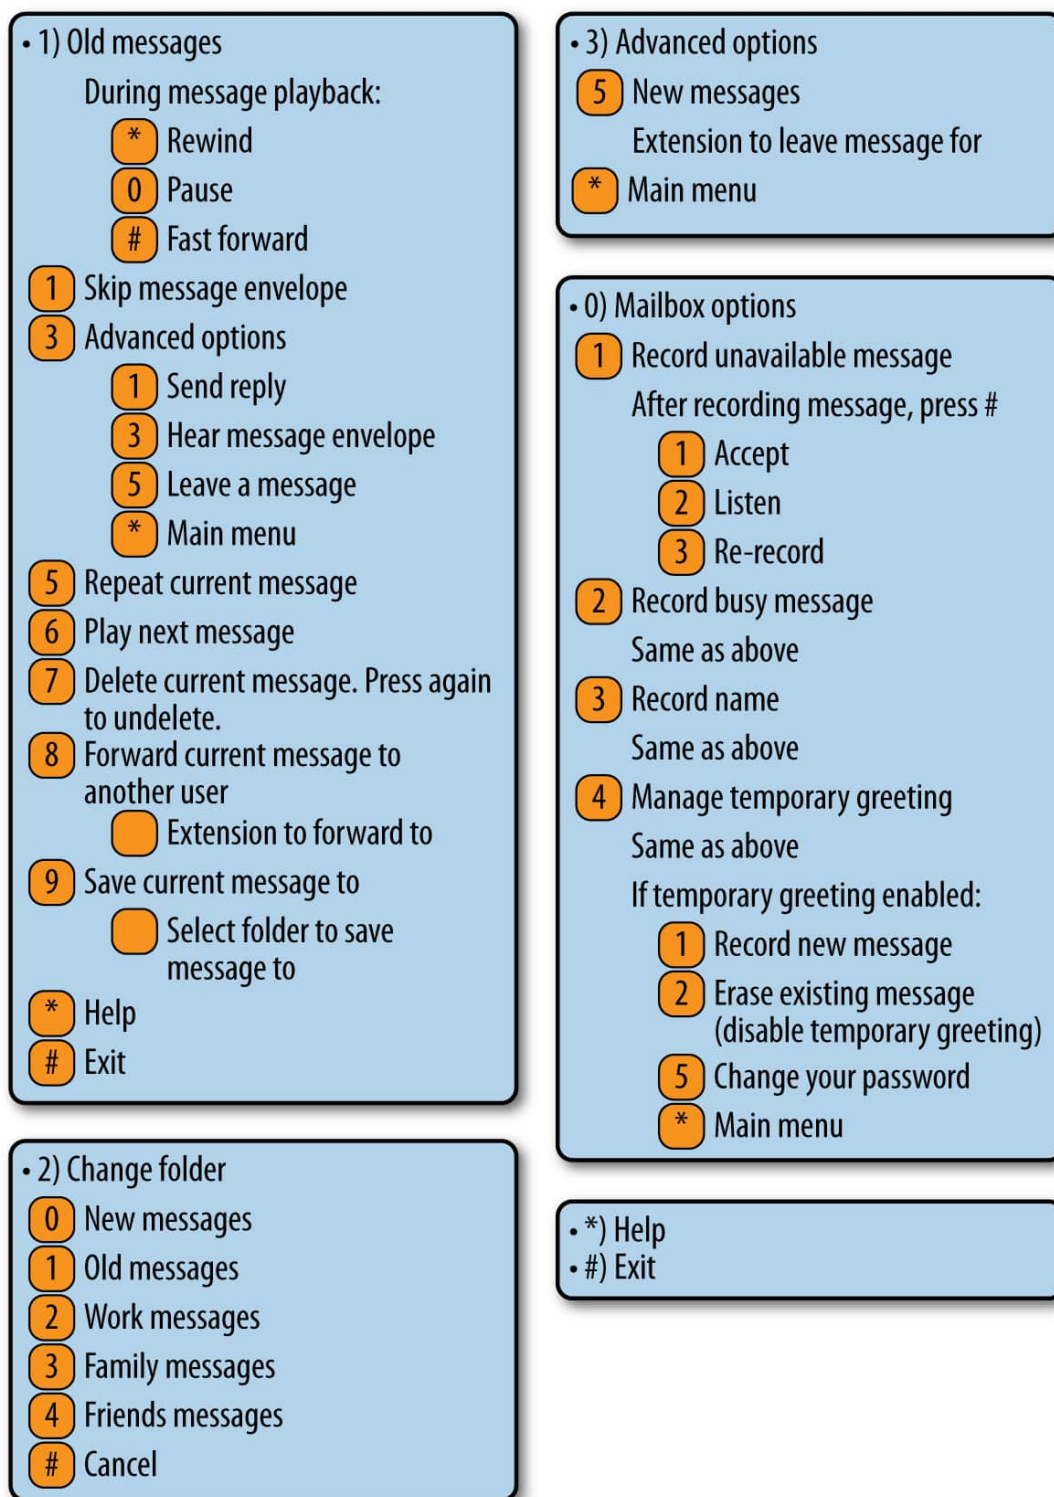 • 1) Old messages
During message playback:
* Rewind
0 Pause
# Fast forward
1 Skip message envelope
3 Advanced options
1 Send reply
3 Hear message envelope
5 Leave a message
* Main menu
5 Repeat current message
6 Play next message
7 Delete current message. Press again
to undelete.
8 Forward current message to
another user
Extension to forward to
9 Save current message to
Select folder to save
message to
* Help
# Exit
• 2) Change folder
0 New messages
1 Old messages
2 Work messages
3 Family messages
4 Friends messages
# Cancel
• 3) Advanced options
5 New messages
Extension to leave message for
* Main menu
• 0) Mailbox options
1 Record unavailable message
After recording message, press #
1 Accept
2 Listen
3 Re-record
2 Record busy message
Same as above
3 Record name
Same as above
4 Manage temporary greeting
Same as above
If temporary greeting enabled:
1 Record new message
2 Erase existing message
(disable temporary greeting)
5 Change your password
* Main menu
• *) Help
• #) Exit